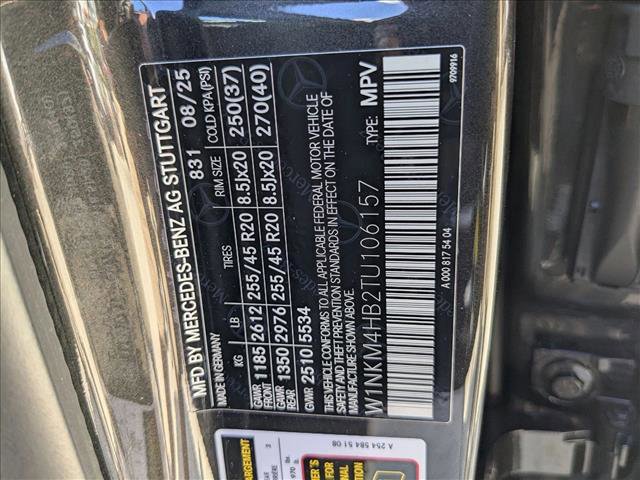 MFD BY MERCEDES-BENZ AG STUTTGART
MADE IN GERMANY 831 08/25
KG LB TIRES RIM SIZE COLD KPA(PSI)
GAWR FRONT 1185 2612 255/45 R20 8.5Jx20 250(37)
GAWR REAR 1350 2976 255/45 R20 8.5Jx20 270(40)
GVWR 2510 5534
THIS VEHICLE CONFORMS TO ALL APPLICABLE FEDERAL MOTOR VEHICLE
SAFETY AND THEFT PREVENTION STANDARDS IN EFFECT ON THE DATE OF
MANUFACTURE SHOWN ABOVE. TYPE: MPV
W1NKM4HB2TU106157
A 000 817 54 04
9709916
A 254 584 51 08